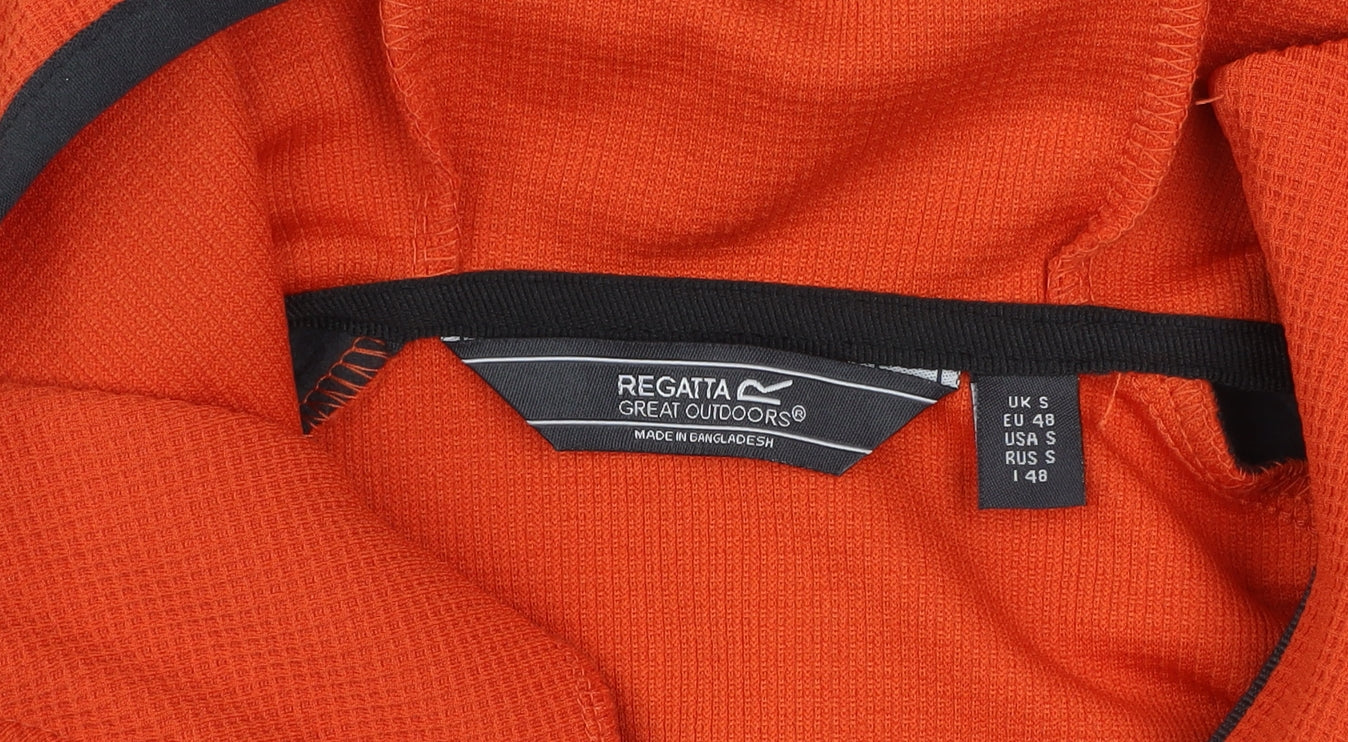 REGATTA
GREAT OUTDOORS®
MADE IN BANGLADESH
UK S
EU 48
USA S
RUS S
I 48